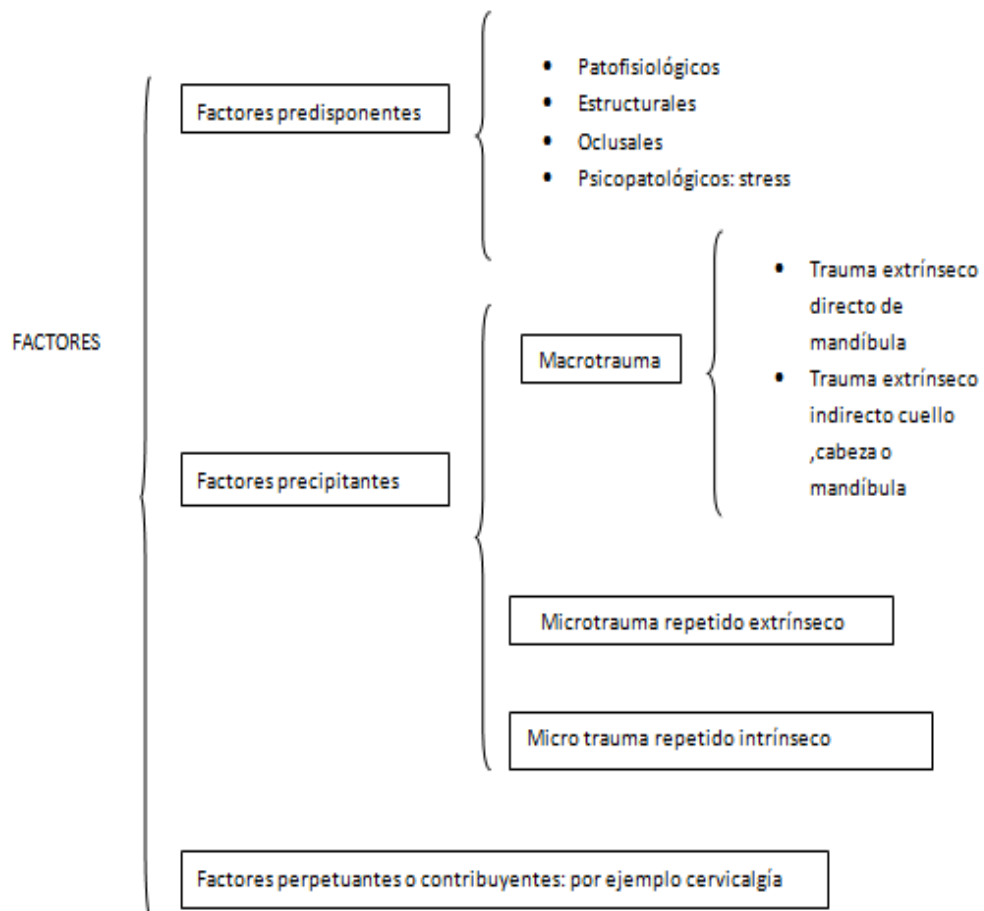 Factores predisponentes
• Patofisiológicos
• Estructurales
• Oclusales
• Psicopatológicos: stress
FACTORES
Factores precipitantes
Macrotrauma
• Trauma extrínseco
directo de
mandíbula
• Trauma extrínseco
indirecto cuello
,cabeza o
mandíbula
Microtrauma repetido extrínseco
Micro trauma repetido intrínseco
Factores perpetuantes o contribuyentes: por ejemplo cervicalgía